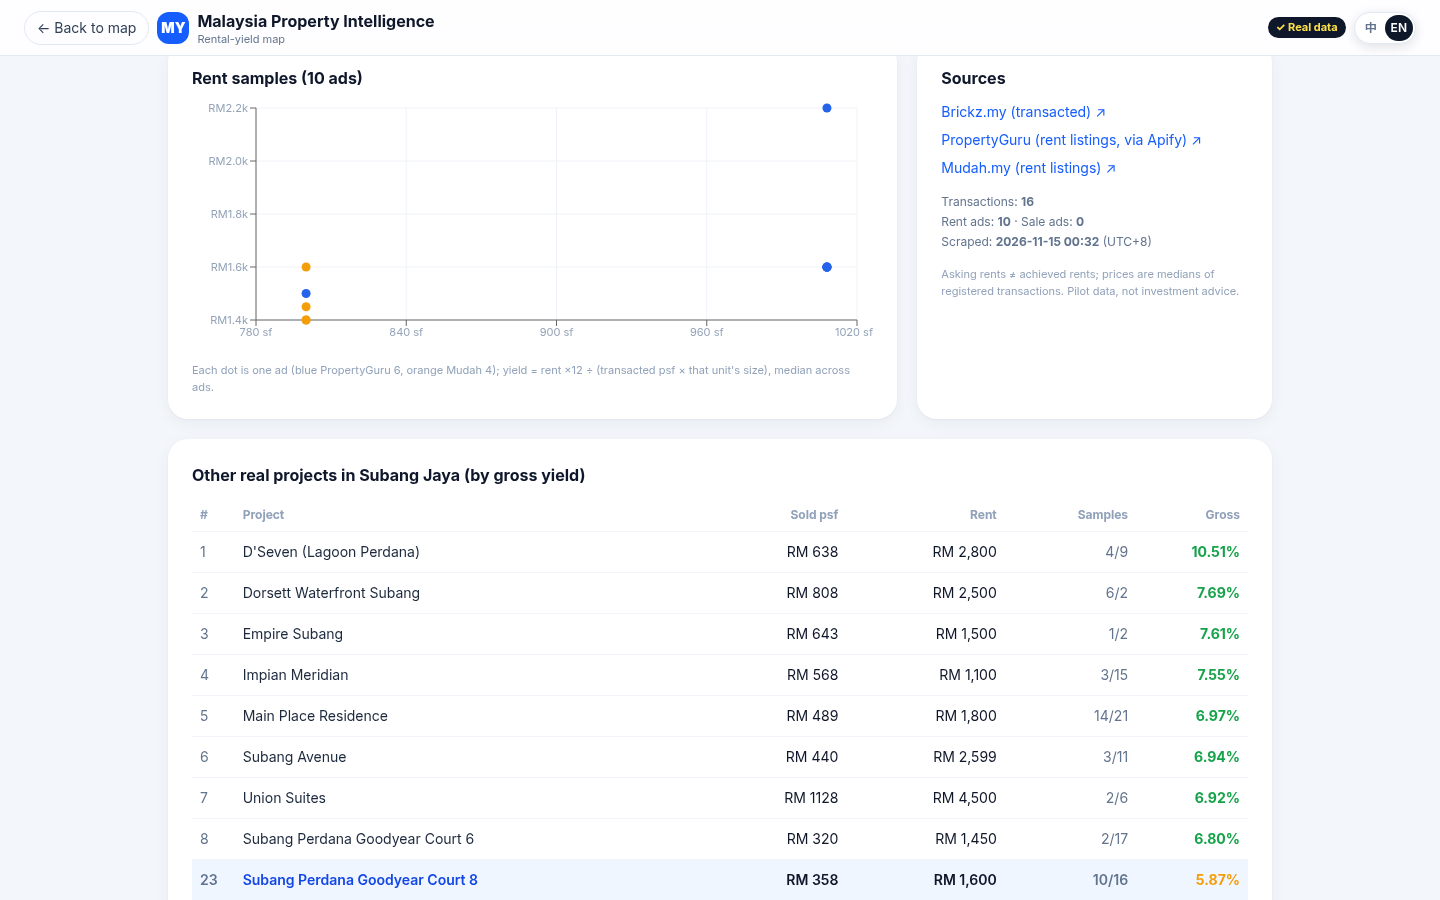 ← Back to map
MY
Malaysia Property Intelligence
Rental-yield map
✓ Real data
中
EN
Rent samples (10 ads)
RM2.2k
RM2.0k
RM1.8k
RM1.6k
RM1.4k
780 sf
840 sf
900 sf
960 sf
1020 sf
Each dot is one ad (blue PropertyGuru 6, orange Mudah 4); yield = rent ×12 ÷ (transacted psf × that unit's size), median across
ads.
Sources
Brickz.my (transacted) ↗
PropertyGuru (rent listings, via Apify) ↗
Mudah.my (rent listings) ↗
Transactions: 16
Rent ads: 10 · Sale ads: 0
Scraped: 2026-11-15 00:32 (UTC+8)
Asking rents ≠ achieved rents; prices are medians of
registered transactions. Pilot data, not investment advice.
Other real projects in Subang Jaya (by gross yield)
# Project Sold psf Rent Samples Gross
1 D'Seven (Lagoon Perdana) RM 638 RM 2,800 4/9 10.51%
2 Dorsett Waterfront Subang RM 808 RM 2,500 6/2 7.69%
3 Empire Subang RM 643 RM 1,500 1/2 7.61%
4 Impian Meridian RM 568 RM 1,100 3/15 7.55%
5 Main Place Residence RM 489 RM 1,800 14/21 6.97%
6 Subang Avenue RM 440 RM 2,599 3/11 6.94%
7 Union Suites RM 1128 RM 4,500 2/6 6.92%
8 Subang Perdana Goodyear Court 6 RM 320 RM 1,450 2/17 6.80%
23 Subang Perdana Goodyear Court 8 RM 358 RM 1,600 10/16 5.87%